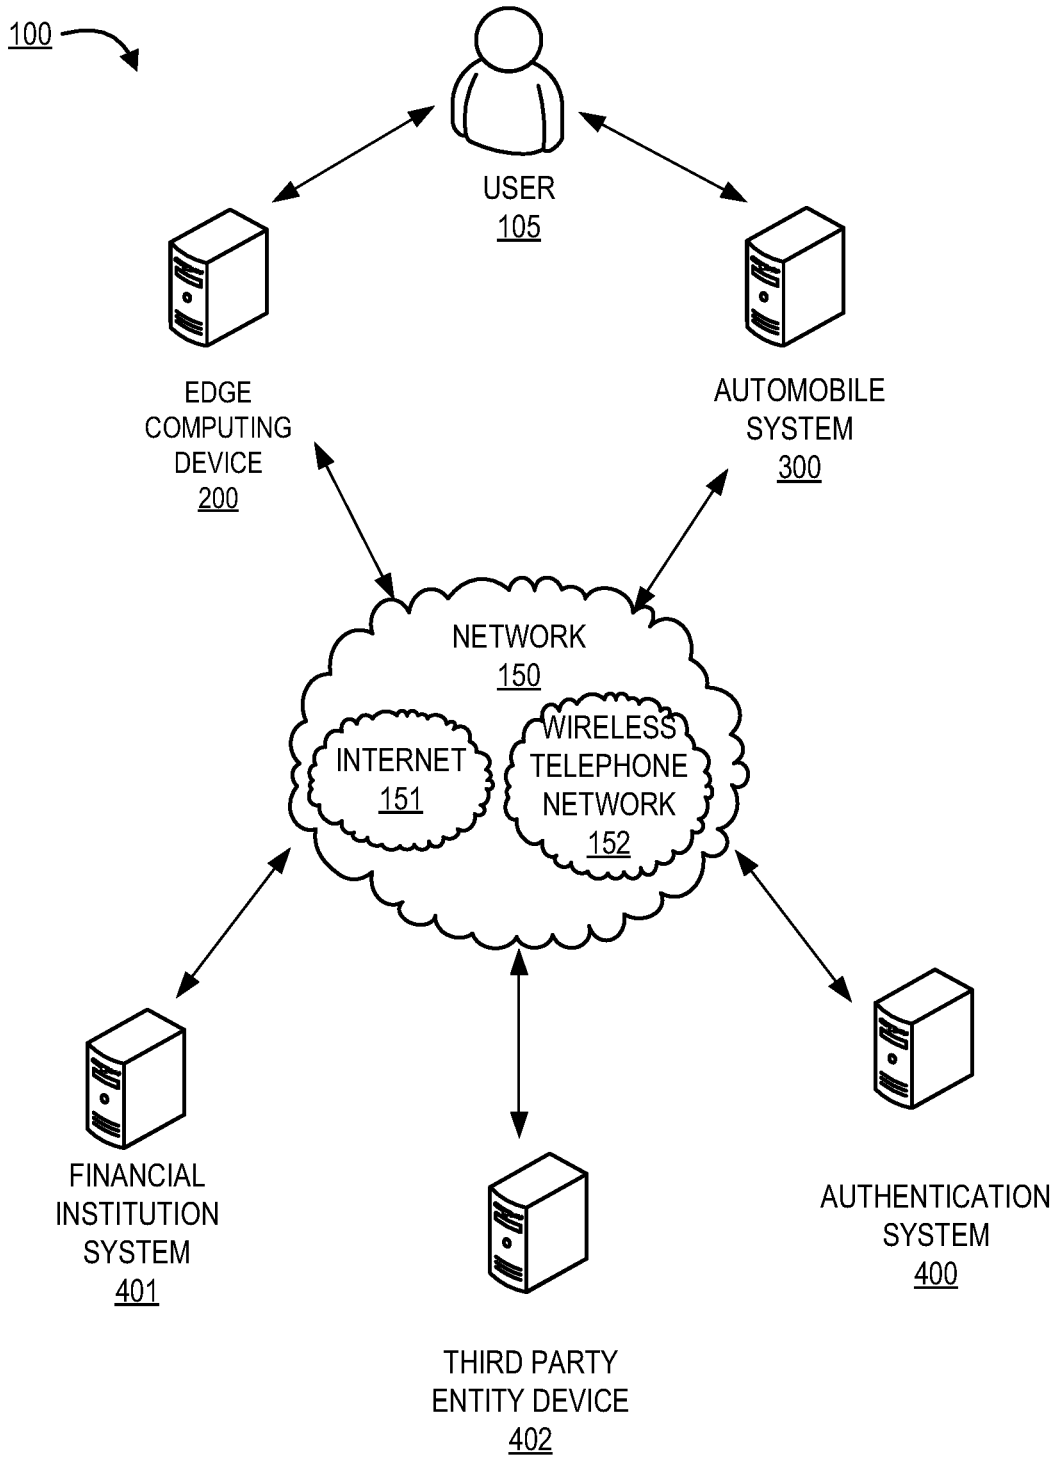 100
USER
105
EDGE
COMPUTING
DEVICE
200
AUTOMOBILE
SYSTEM
300
NETWORK
150
INTERNET
151
WIRELESS
TELEPHONE
NETWORK
152
FINANCIAL
INSTITUTION
SYSTEM
401
THIRD PARTY
ENTITY DEVICE
402
AUTHENTICATION
SYSTEM
400